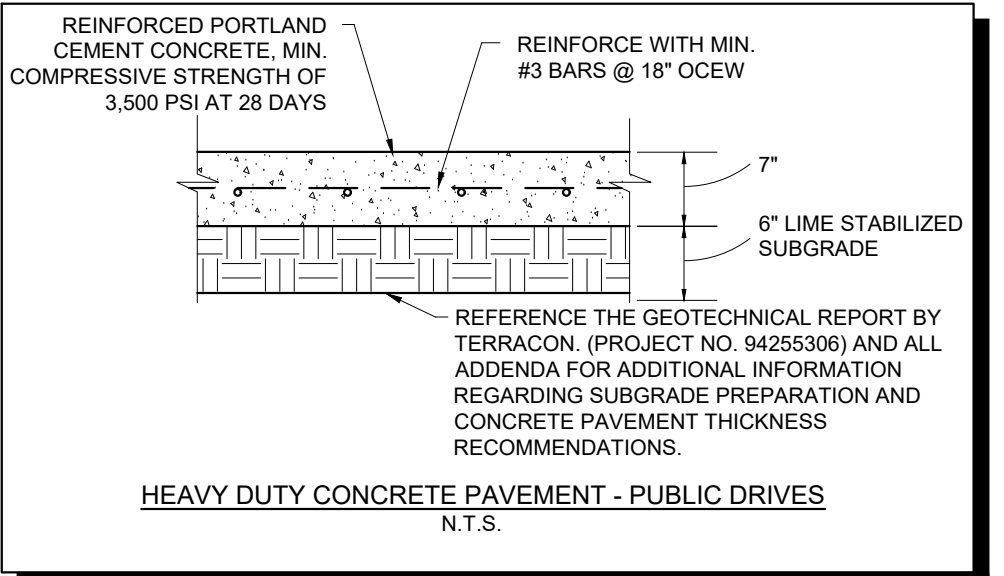 REINFORCED PORTLAND
CEMENT CONCRETE, MIN.
COMPRESSIVE STRENGTH OF
3,500 PSI AT 28 DAYS
REINFORCE WITH MIN.
#3 BARS @ 18" OCEW
7"
6" LIME STABILIZED
SUBGRADE
REFERENCE THE GEOTECHNICAL REPORT BY
TERRACON. (PROJECT NO. 94255306) AND ALL
ADDENDA FOR ADDITIONAL INFORMATION
REGARDING SUBGRADE PREPARATION AND
CONCRETE PAVEMENT THICKNESS
RECOMMENDATIONS.
HEAVY DUTY CONCRETE PAVEMENT - PUBLIC DRIVES
N.T.S.